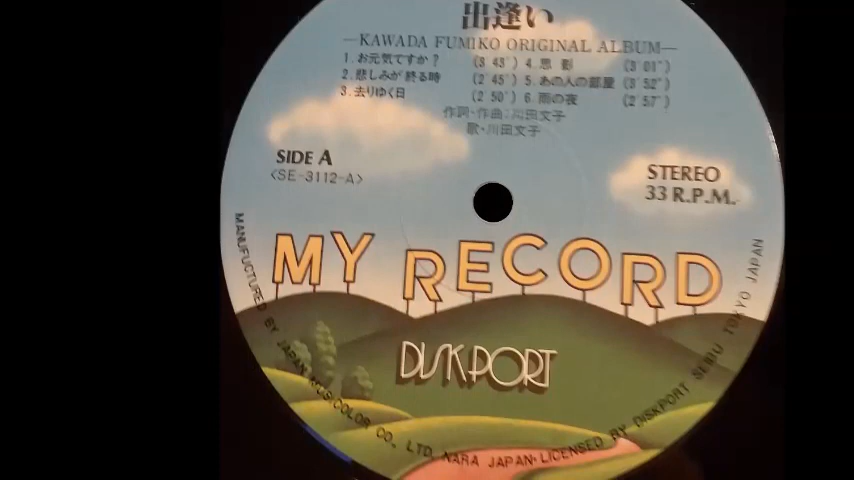 出逢い
—KAWADA FUMIKO ORIGINAL ALBUM—
1.お元気ですか? (3'43") 4.思 影 (3'01")
2.悲しみが 終る時 (2'45") 5.あの人の部屋 (3'52")
3.去りゆく日 (2'50") 6.雨の夜 (2'57")
作詞・作曲:川田文子
歌・川田文子
SIDE A
<SE-3112-A>
STEREO
33 R.P.M.
MY RECORD
DISKPORT
MANUFUCTURED BY JAPAN MUSICOLOR CO., LTD. NARA JAPAN·LICENSED BY DISKPORT SEIBU TOKYO JAPAN